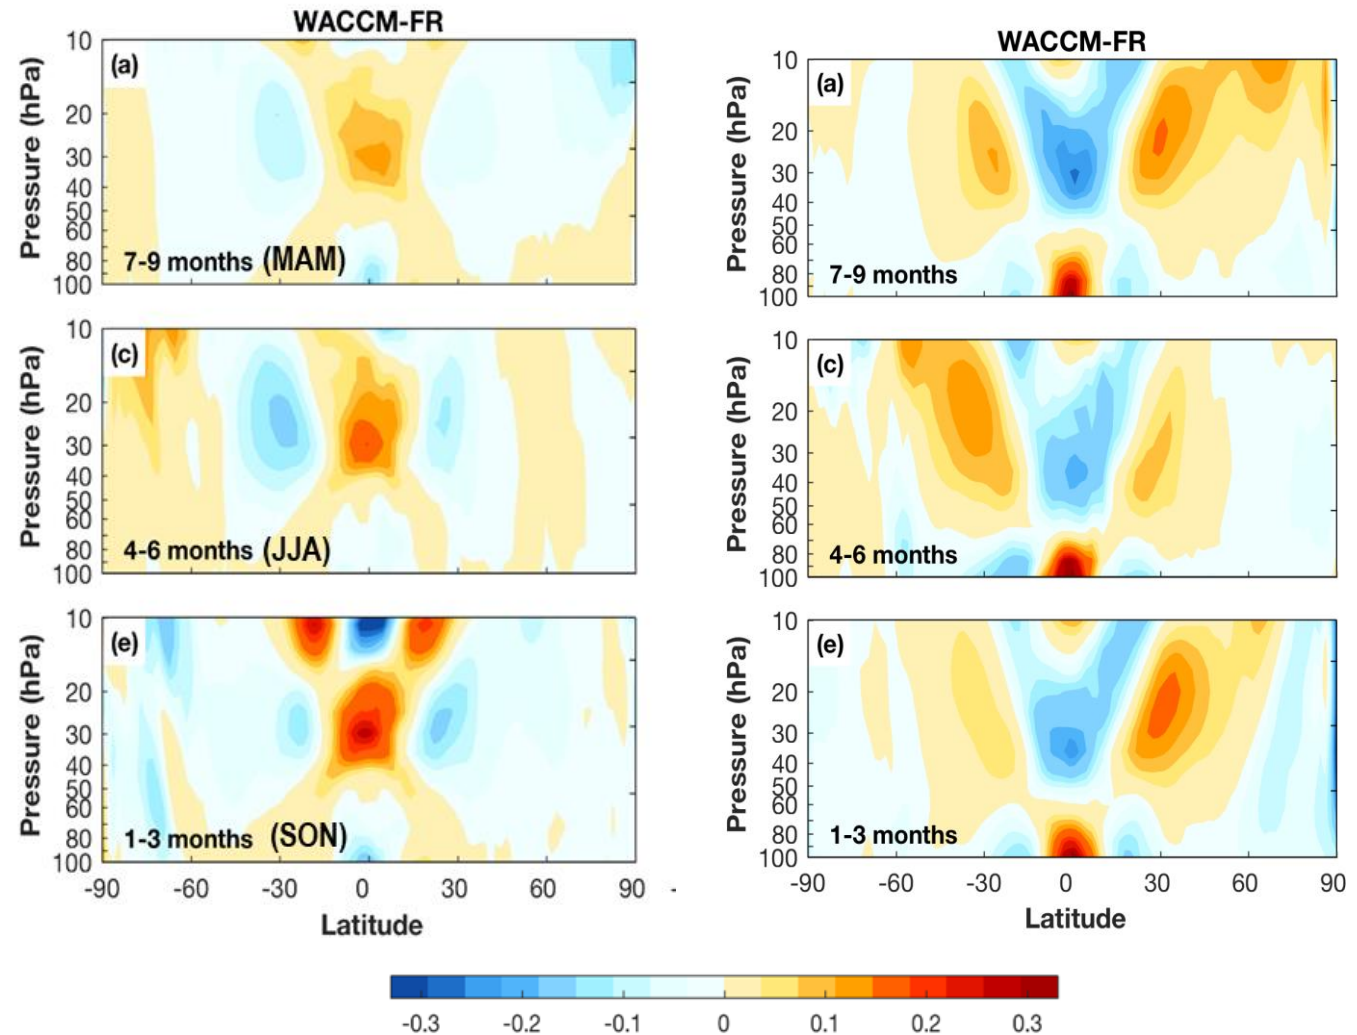 WACCM-FR
Pressure (hPa)
10
20
30
40
50
60
80
100
(a)
7-9 months (MAM)
Pressure (hPa)
10
20
30
40
50
60
80
100
(c)
4-6 months (JJA)
Pressure (hPa)
10
20
30
40
50
60
80
100
(e)
1-3 months (SON)
-90 -60 -30 0 30 60 90 -
Latitude
WACCM-FR
Pressure (hPa)
10
20
30
40
50
60
80
100
(a)
7-9 months
Pressure (hPa)
10
20
30
40
50
60
80
100
(c)
4-6 months
Pressure (hPa)
10
20
30
40
50
60
80
100
(e)
1-3 months
-90 -60 -30 0 30 60 90
Latitude
-0.3 -0.2 -0.1 0 0.1 0.2 0.3